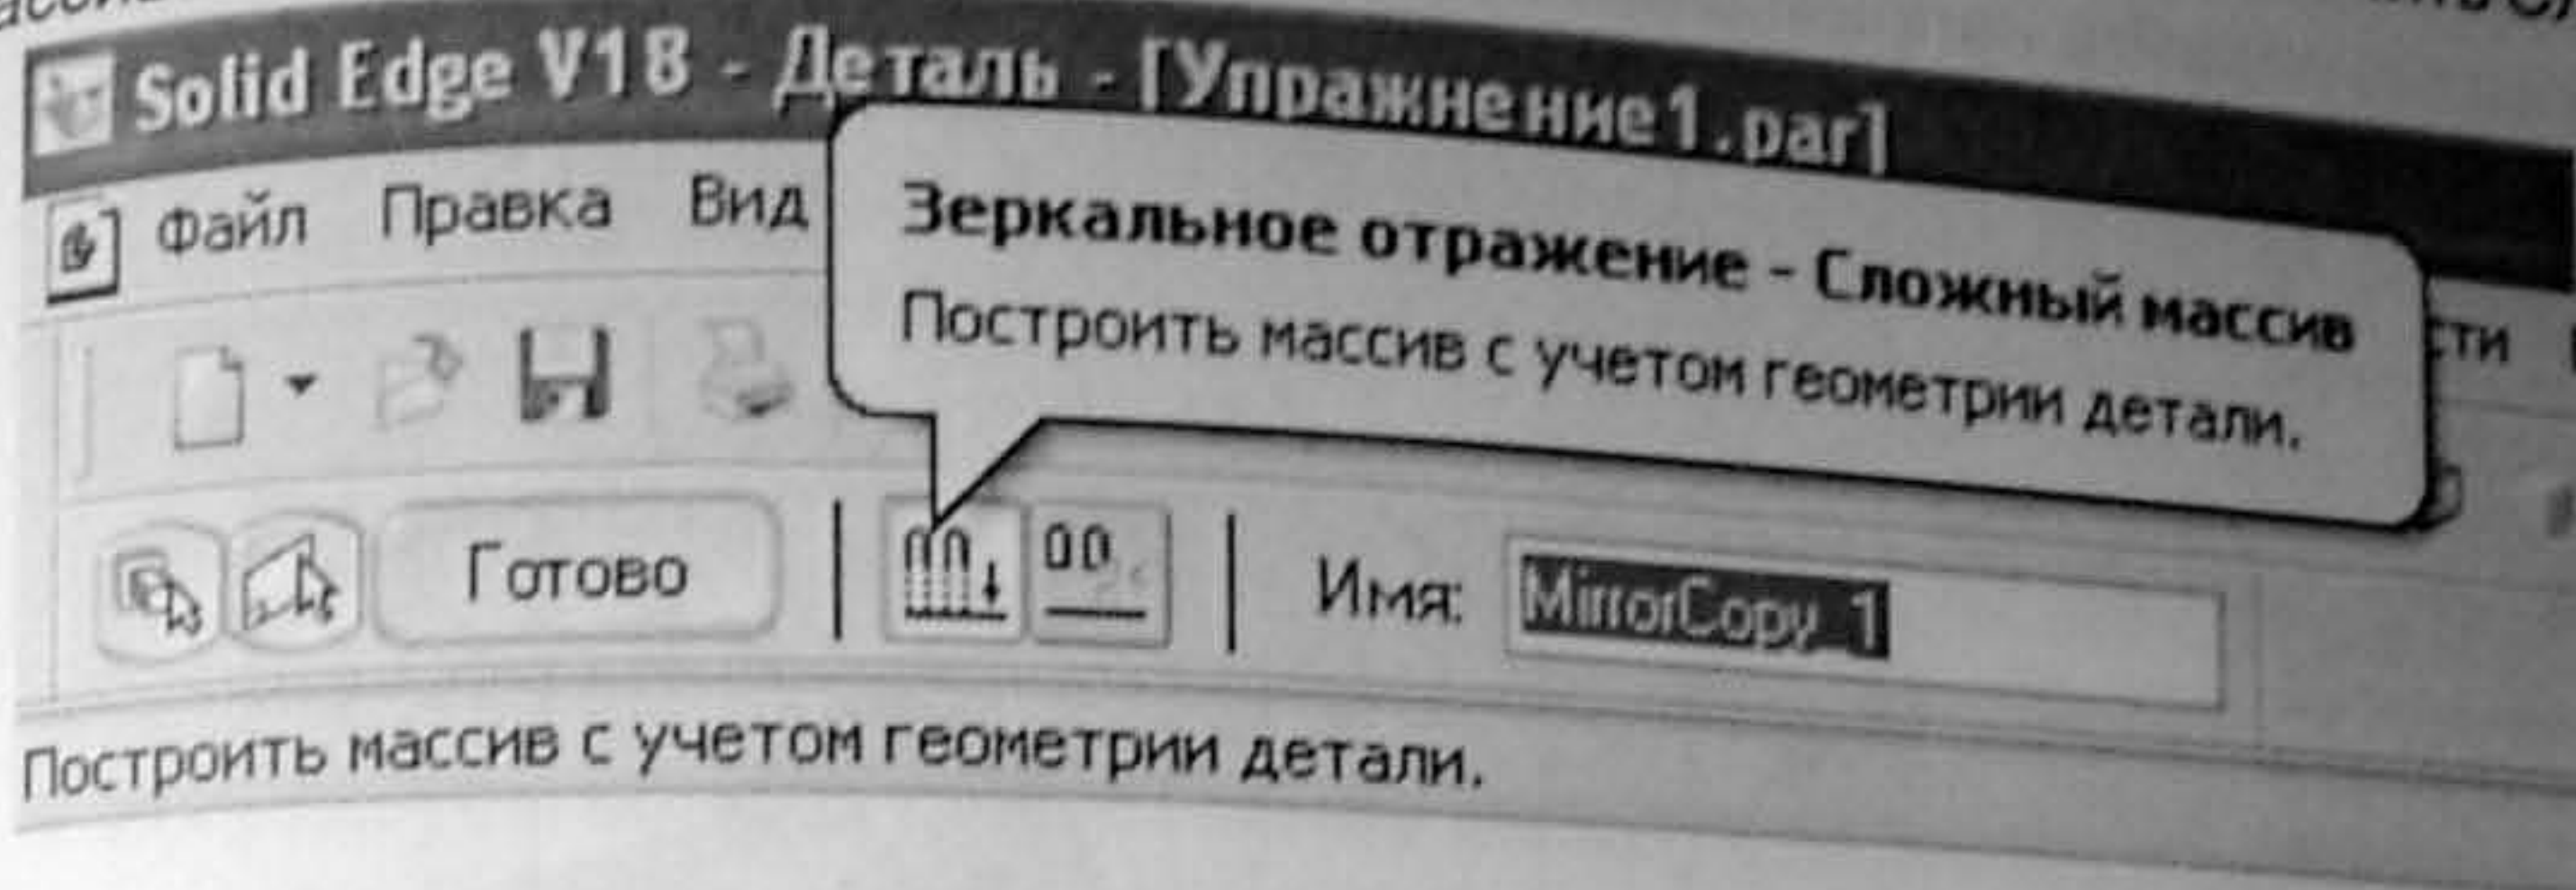 Solid Edge V18 - Деталь - [Упражнение1.par]
Файл Правка Вид
Зеркальное отражение - Сложный массив
Построить массив с учетом геометрии детали.
Готово Имя: MirrorCopy_1
Построить массив с учетом геометрии детали.